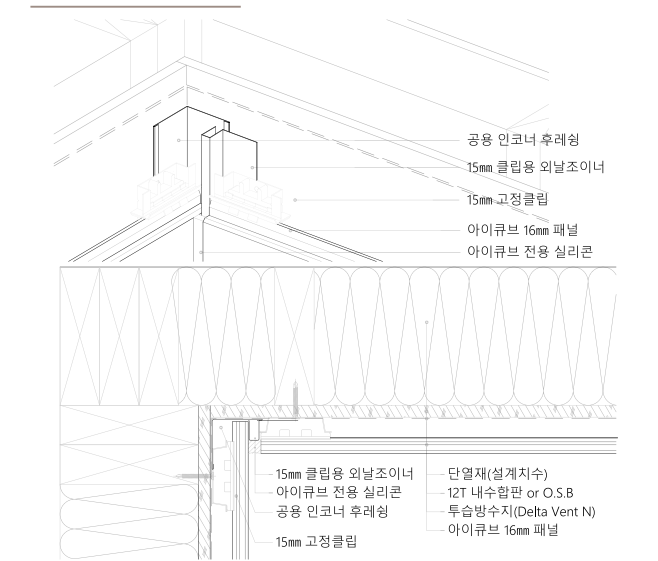 공용 인코너 후레슁
15㎜ 클립용 외날조이너
15㎜ 고정클립
아이큐브 16㎜ 패널
아이큐브 전용 실리콘
15㎜ 클립용 외날조이너
아이큐브 전용 실리콘
공용 인코너 후레슁
15㎜ 고정클립
단열재(설계치수)
12T 내수합판 or O.S.B
투습방수지(Delta Vent N)
아이큐브 16㎜ 패널